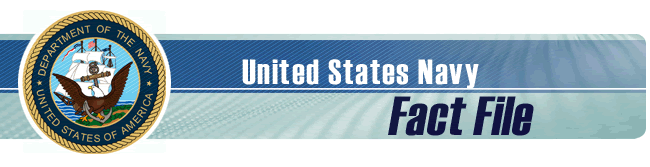 DEPARTMENT OF THE NAVY
UNITED STATES OF AMERICA
United States Navy
Fact File